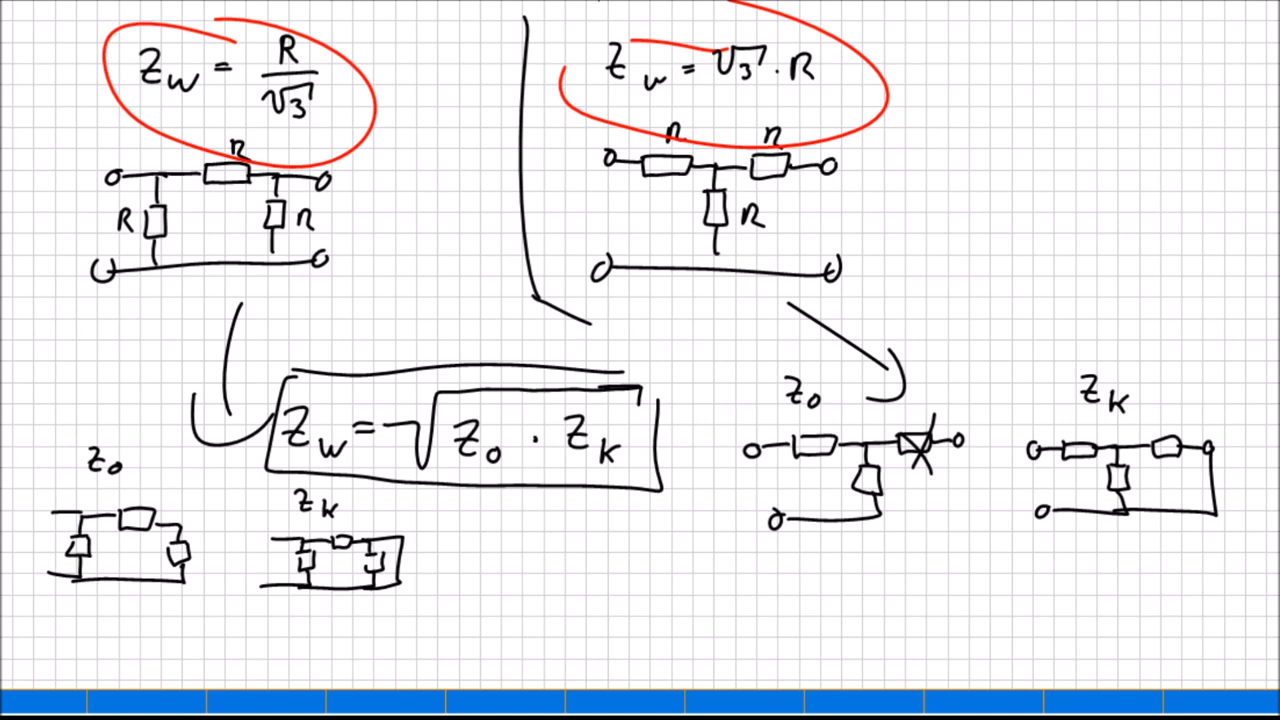 Z_W = R/√3
Z_W = √3 · R
R
R R
R R
R
Z_W = √(Z_0 · Z_K)
Z_0 Z_K
Z_0
Z_K